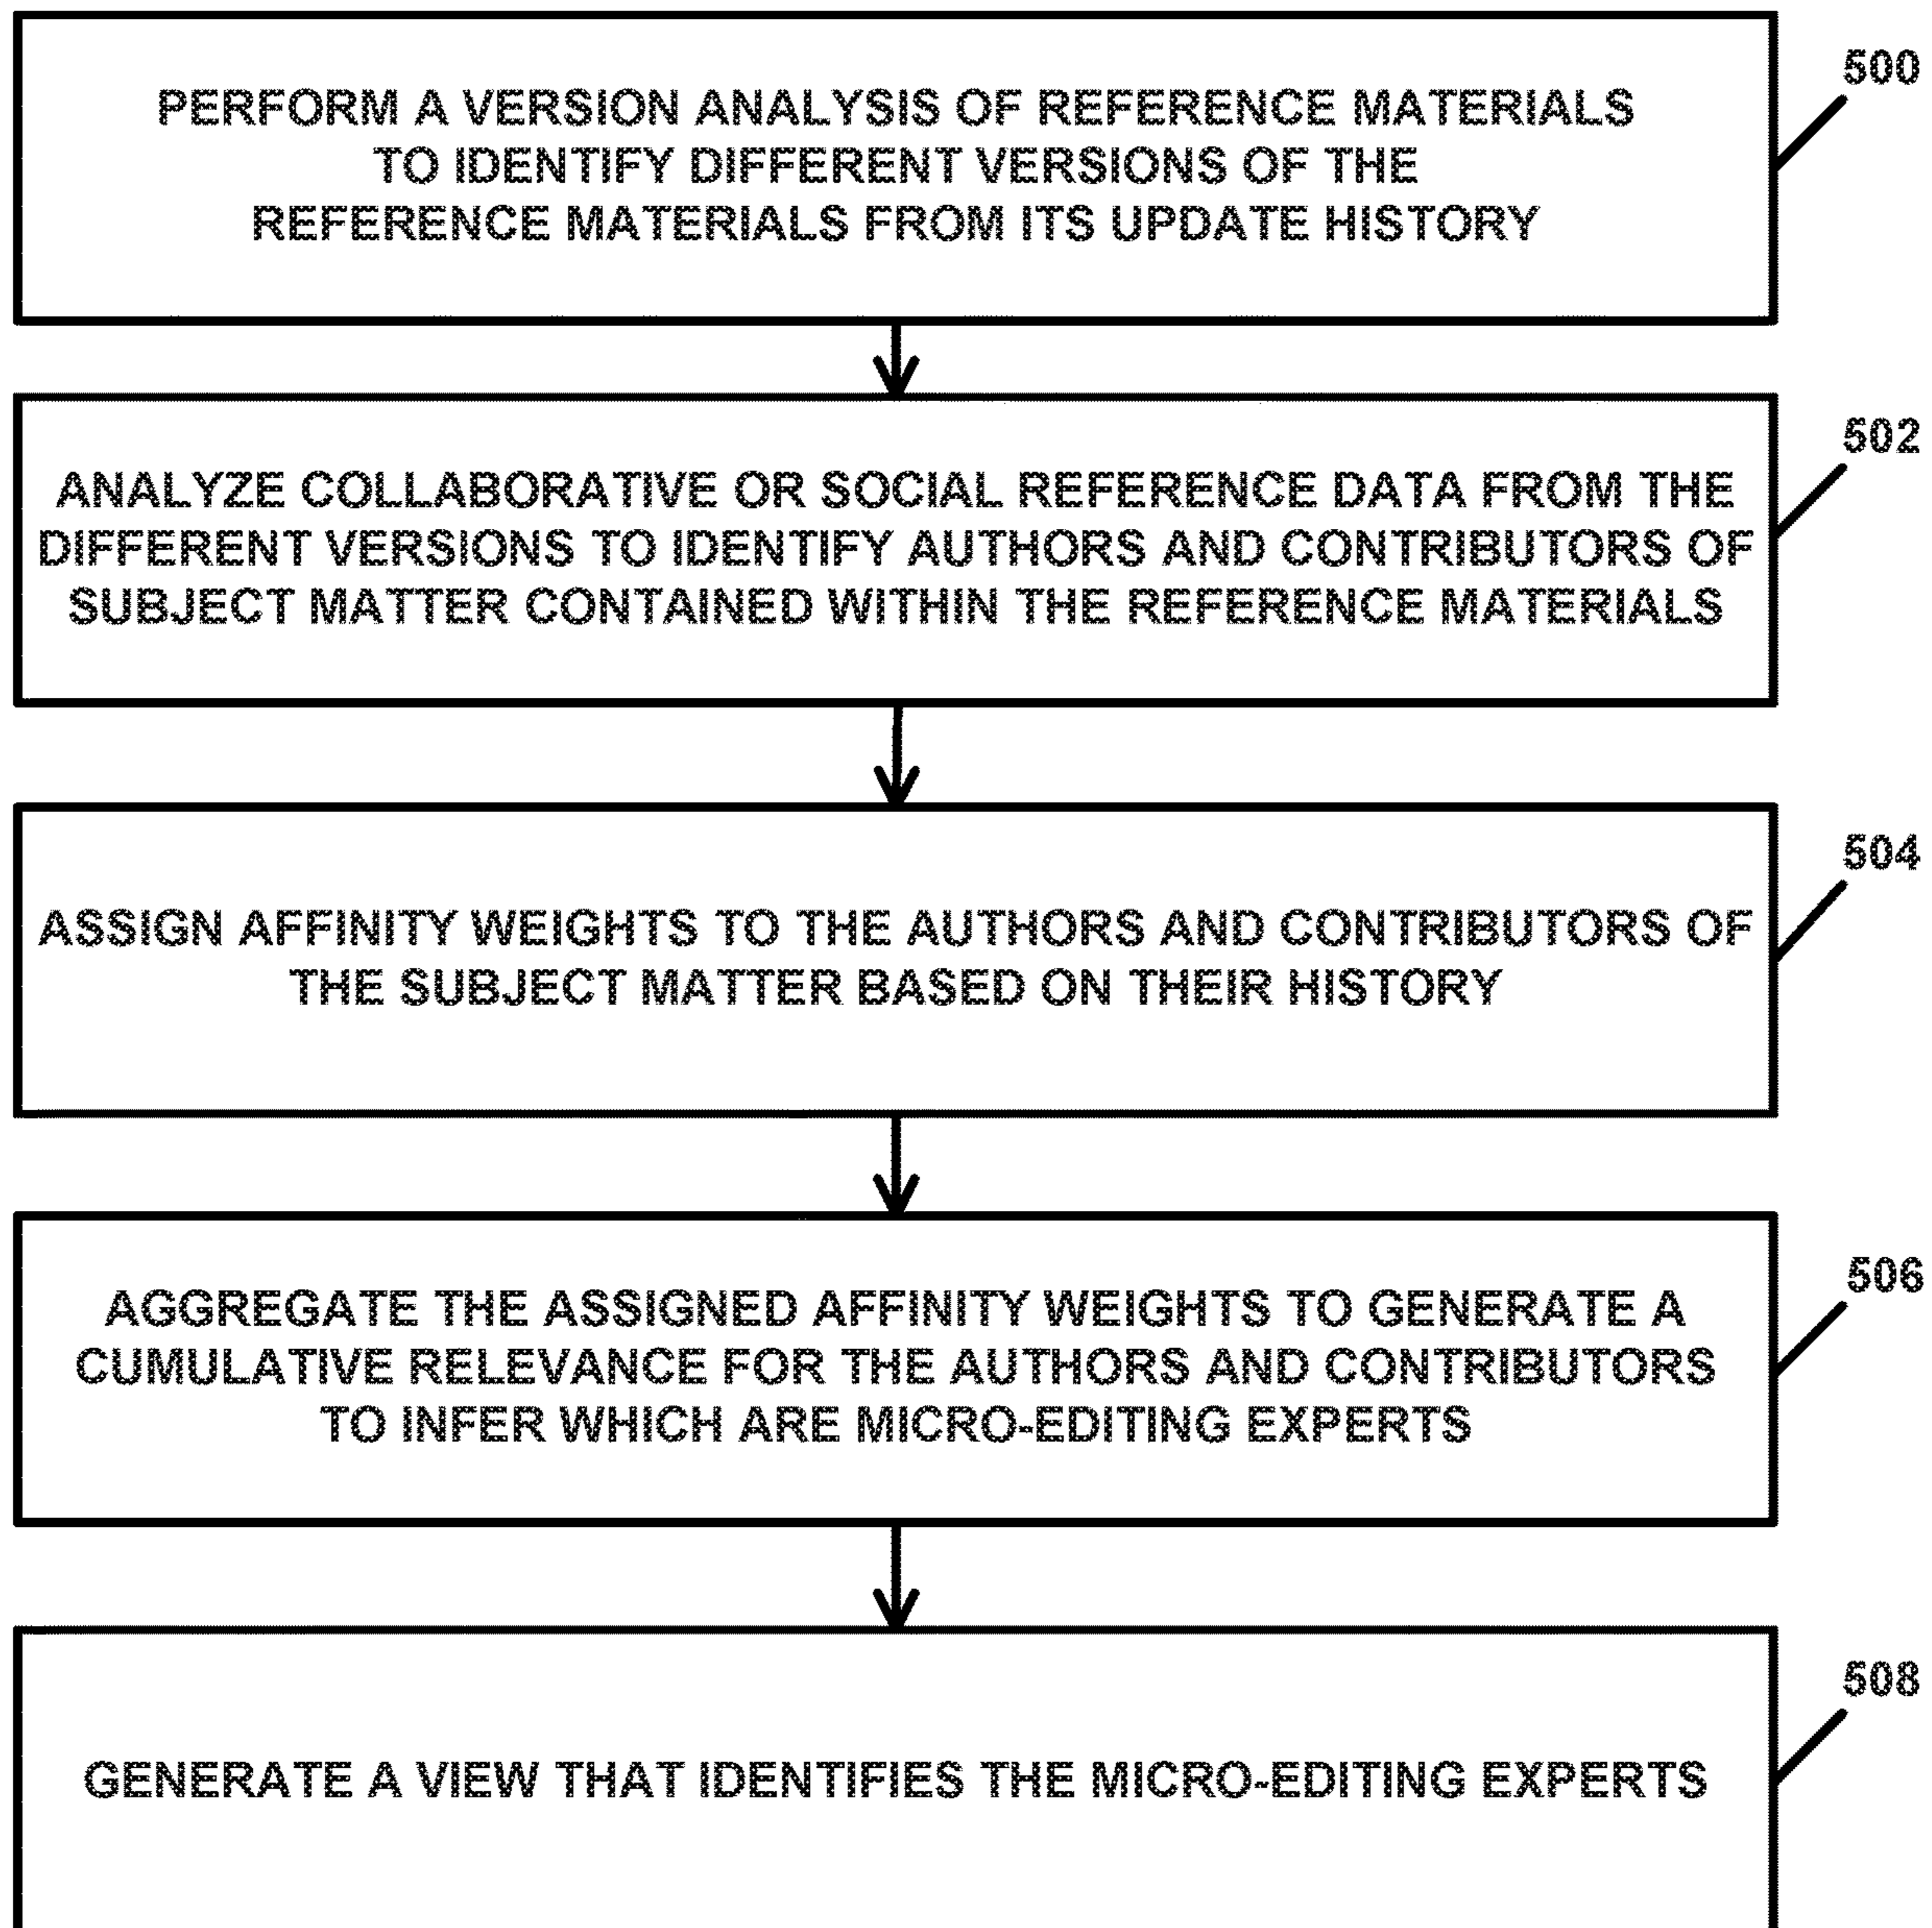 500
PERFORM A VERSION ANALYSIS OF REFERENCE MATERIALS
TO IDENTIFY DIFFERENT VERSIONS OF THE
REFERENCE MATERIALS FROM ITS UPDATE HISTORY
502
ANALYZE COLLABORATIVE OR SOCIAL REFERENCE DATA FROM THE
DIFFERENT VERSIONS TO IDENTIFY AUTHORS AND CONTRIBUTORS OF
SUBJECT MATTER CONTAINED WITHIN THE REFERENCE MATERIALS
504
ASSIGN AFFINITY WEIGHTS TO THE AUTHORS AND CONTRIBUTORS OF
THE SUBJECT MATTER BASED ON THEIR HISTORY
506
AGGREGATE THE ASSIGNED AFFINITY WEIGHTS TO GENERATE A
CUMULATIVE RELEVANCE FOR THE AUTHORS AND CONTRIBUTORS
TO INFER WHICH ARE MICRO-EDITING EXPERTS
508
GENERATE A VIEW THAT IDENTIFIES THE MICRO-EDITING EXPERTS